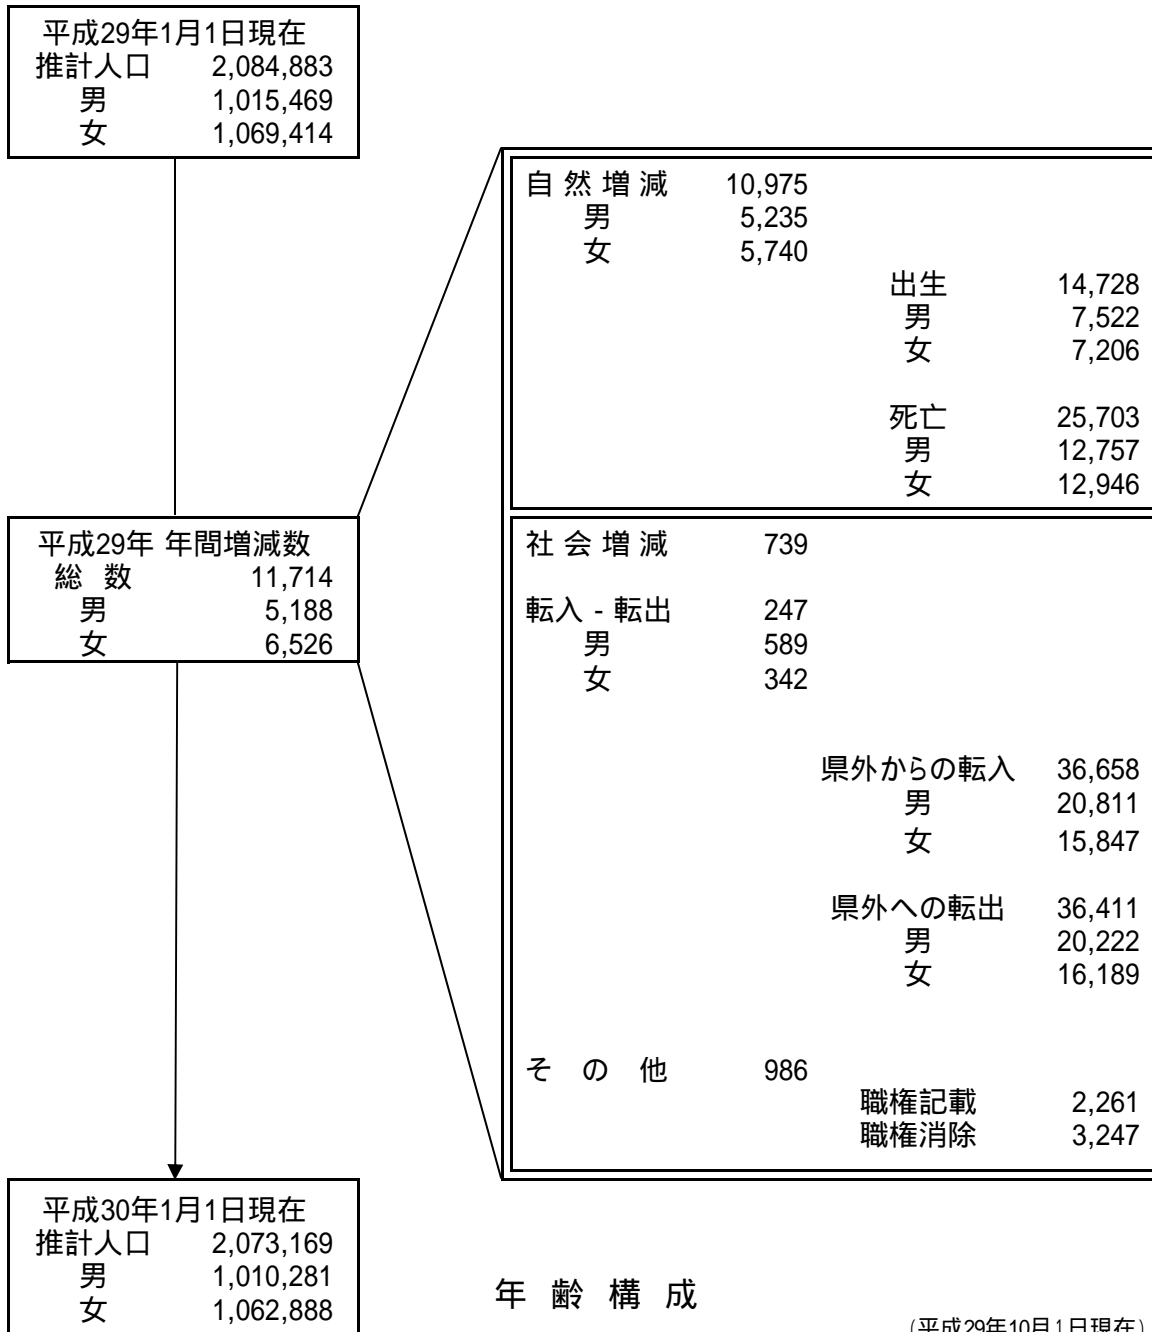 平成29年1月1日現在
推計人口 2,084,883
男 1,015,469
女 1,069,414
自 然 増 減 10,975
男 5,235
女 5,740
出生 14,728
男 7,522
女 7,206
死亡 25,703
男 12,757
女 12,946
平成29年 年間増減数
総 数 11,714
男 5,188
女 6,526
社 会 増 減 739
転入 - 転出 247
男 589
女 342
県外からの転入 36,658
男 20,811
女 15,847
県外への転出 36,411
男 20,222
女 16,189
そ の 他 986
職権記載 2,261
職権消除 3,247
平成30年1月1日現在
推計人口 2,073,169
男 1,010,281
女 1,062,888
年 齢 構 成
(平成29年10月1日現在)